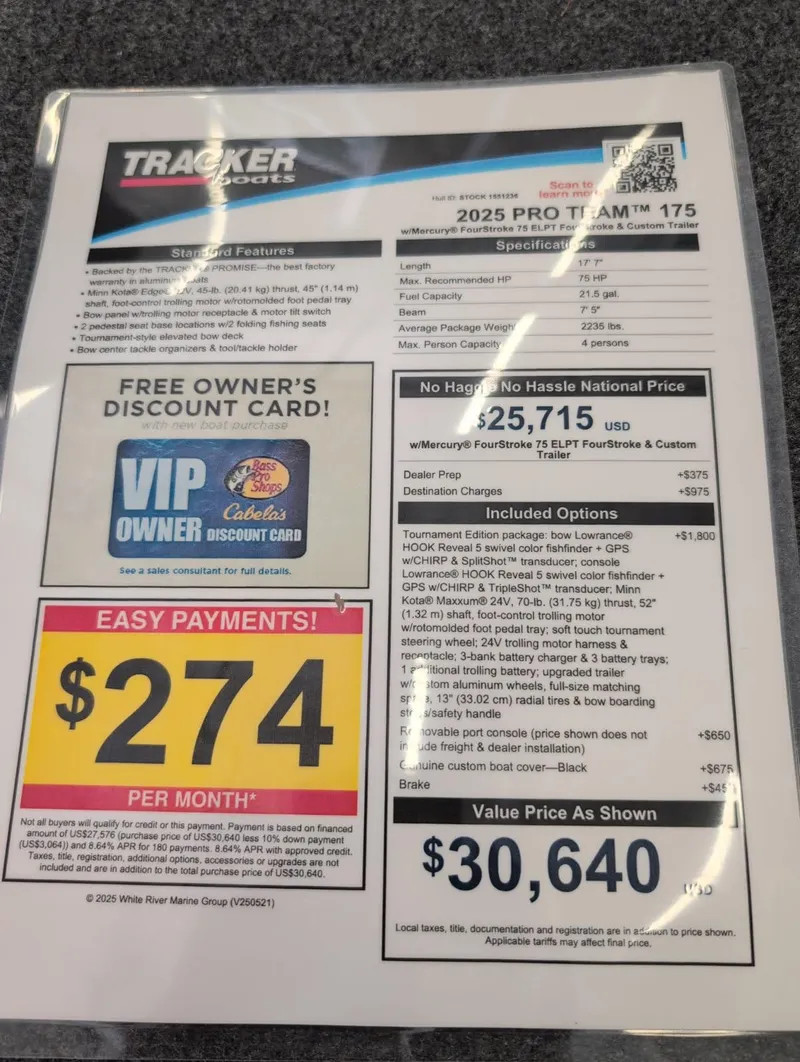 TRACKER
boats
Hull ID: STOCK 1551236
Scan to
learn more
2025 PRO TEAM™ 175
w/Mercury® FourStroke 75 ELPT FourStroke & Custom Trailer
Standard Features
• Backed by the TRACKER PROMISE—the best factory
warranty in aluminum boats
• Minn Kota® Edge® 12V, 45-lb. (20.41 kg) thrust, 45" (1.14 m)
shaft, foot-control trolling motor w/rotomolded foot pedal tray
• Bow panel w/trolling motor receptacle & motor tilt switch
• 2 pedestal seat base locations w/2 folding fishing seats
• Tournament-style elevated bow deck
• Bow center tackle organizers & tool/tackle holder
Specifications
Length 17' 7"
Max. Recommended HP 75 HP
Fuel Capacity 21.5 gal.
Beam 7' 5"
Average Package Weight 2235 lbs.
Max. Person Capacity 4 persons
FREE OWNER'S
DISCOUNT CARD!
with new boat purchase
VIP
Bass
Pro
Shops
Cabela's
OWNER DISCOUNT CARD
See a sales consultant for full details.
EASY PAYMENTS!
$274
PER MONTH*
Not all buyers will qualify for credit or this payment. Payment is based on financed
amount of US$27,576 (purchase price of US$30,640 less 10% down payment
(US$3,064)) and 8.64% APR for 180 payments. 8.64% APR with approved credit.
Taxes, title, registration, additional options, accessories or upgrades are not
included and are in addition to the total purchase price of US$30,640.
© 2025 White River Marine Group (V250521)
No Haggle No Hassle National Price
$25,715 USD
w/Mercury® FourStroke 75 ELPT FourStroke & Custom
Trailer
Dealer Prep +$375
Destination Charges +$975
Included Options
Tournament Edition package: bow Lowrance® +$1,800
HOOK Reveal 5 swivel color fishfinder + GPS
w/CHIRP & SplitShot™ transducer; console
Lowrance® HOOK Reveal 5 swivel color fishfinder +
GPS w/CHIRP & TripleShot™ transducer; Minn
Kota® Maxxum® 24V, 70-lb. (31.75 kg) thrust, 52"
(1.32 m) shaft, foot-control trolling motor
w/rotomolded foot pedal tray; soft touch tournament
steering wheel; 24V trolling motor harness &
receptacle; 3-bank battery charger & 3 battery trays;
1 additional trolling battery; upgraded trailer
w/custom aluminum wheels, full-size matching
spare, 13" (33.02 cm) radial tires & bow boarding
steps/safety handle
Removable port console (price shown does not +$650
include freight & dealer installation)
Genuine custom boat cover—Black +$675
Brake
Value Price As Shown
$30,640 USD
Local taxes, title, documentation and registration are in addition to price shown.
Applicable tariffs may affect final price.